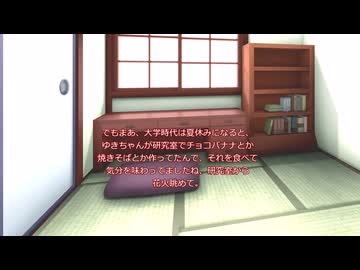 でもまあ、大学時代は夏休みになると、
ゆきちゃんが研究室でチョコバナナとか
焼きそばとか作ってたんで、それを食べて
気分を味わってましたね、研究室から
花火眺めて。